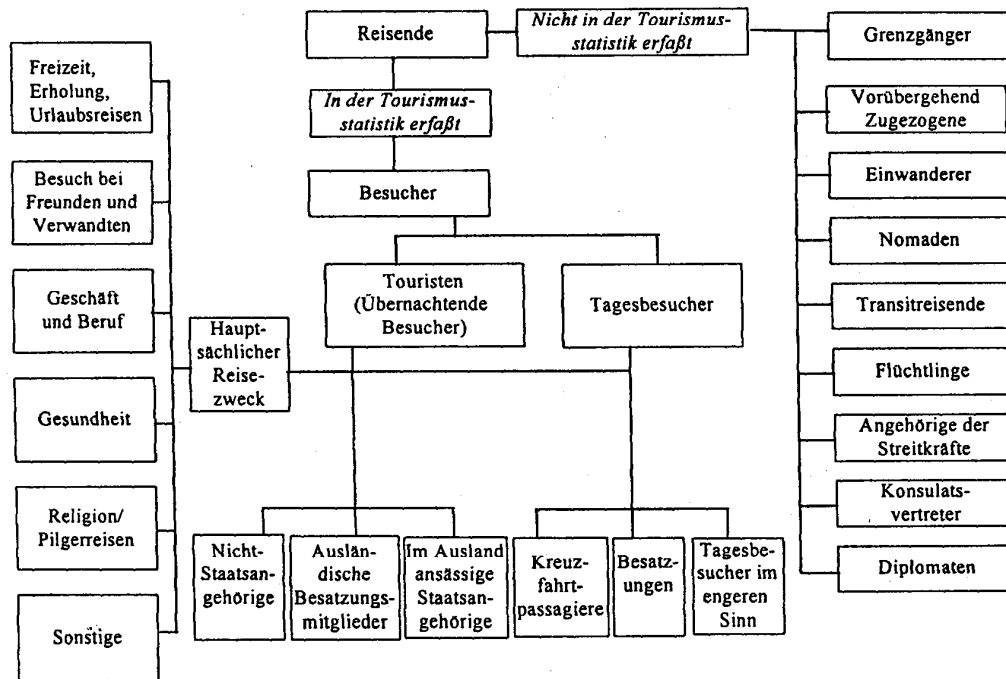 Reisende
Nicht in der Tourismus-
statistik erfaßt
In der Tourismus-
statistik erfaßt
Besucher
Touristen
(Übernachtende
Besucher)
Tagesbesucher
Haupt-
sächlicher
Reise-
zweck
Freizeit,
Erholung,
Urlaubsreisen
Besuch bei
Freunden und
Verwandten
Geschäft
und Beruf
Gesundheit
Religion/
Pilgerreisen
Sonstige
Nicht-
Staatsan-
gehörige
Auslän-
dische
Besatzungs-
mitglieder
Im Ausland
ansässige
Staatsan-
gehörige
Kreuz-
fahrt-
passagiere
Besatz-
ungen
Tagesbe-
sucher im
engeren
Sinn
Grenzgänger
Vorübergehend
Zugezogene
Einwanderer
Nomaden
Transitreisende
Flüchtlinge
Angehörige der
Streitkräfte
Konsulats-
vertreter
Diplomaten